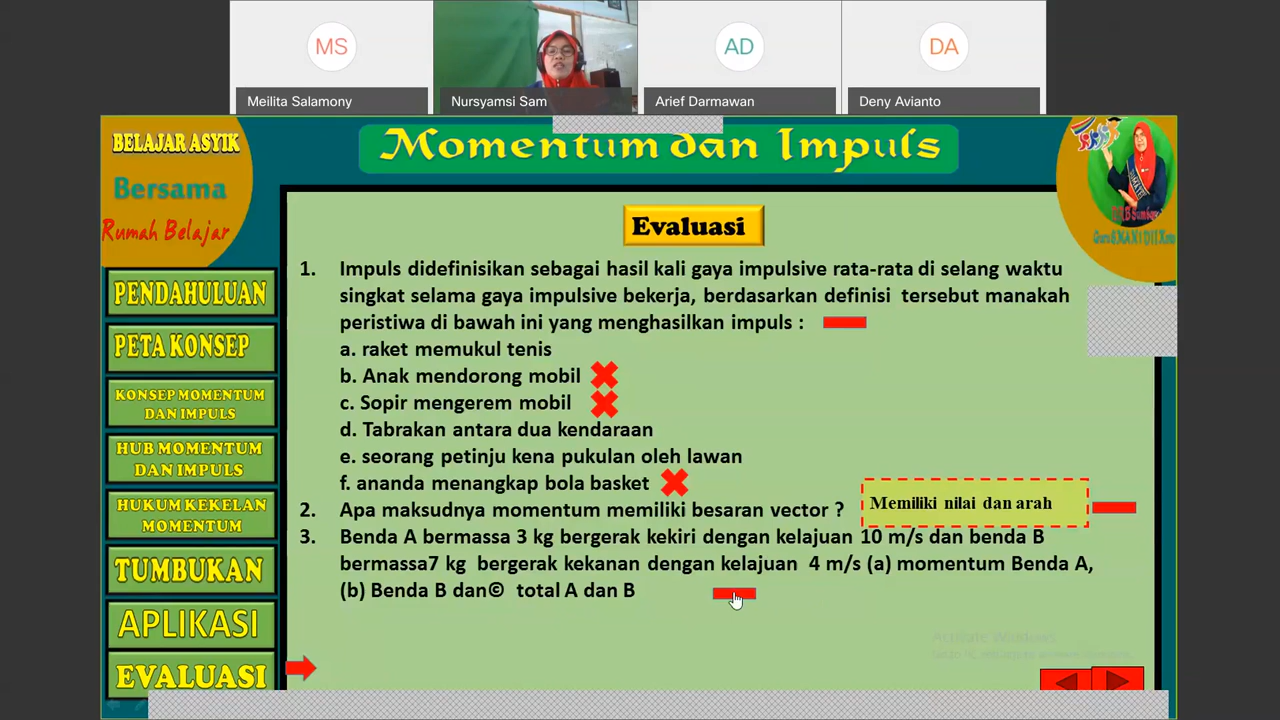 MS
AD
DA
Meilita Salamony
Nursyamsi Sam
Arief Darmawan
Deny Avianto
BELAJAR ASYIK
Bersama
Rumah Belajar
Momentum dan Impuls
PENDAHULUAN
PETA KONSEP
KONSEP MOMENTUM
DAN IMPULS
HUB MOMENTUM
DAN IMPULS
HUKUM KEKELAN
MOMENTUM
TUMBUKAN
APLIKASI
EVALUASI
Evaluasi
1. Impuls didefinisikan sebagai hasil kali gaya impulsive rata-rata di selang waktu
singkat selama gaya impulsive bekerja, berdasarkan definisi tersebut manakah
peristiwa di bawah ini yang menghasilkan impuls :
a. raket memukul tenis
b. Anak mendorong mobil
c. Sopir mengerem mobil
d. Tabrakan antara dua kendaraan
e. seorang petinju kena pukulan oleh lawan
f. ananda menangkap bola basket
2. Apa maksudnya momentum memiliki besaran vector ?
Memiliki nilai dan arah
3. Benda A bermassa 3 kg bergerak kekiri dengan kelajuan 10 m/s dan benda B
bermassa7 kg bergerak kekanan dengan kelajuan 4 m/s (a) momentum Benda A,
(b) Benda B dan© total A dan B
Activate Windows